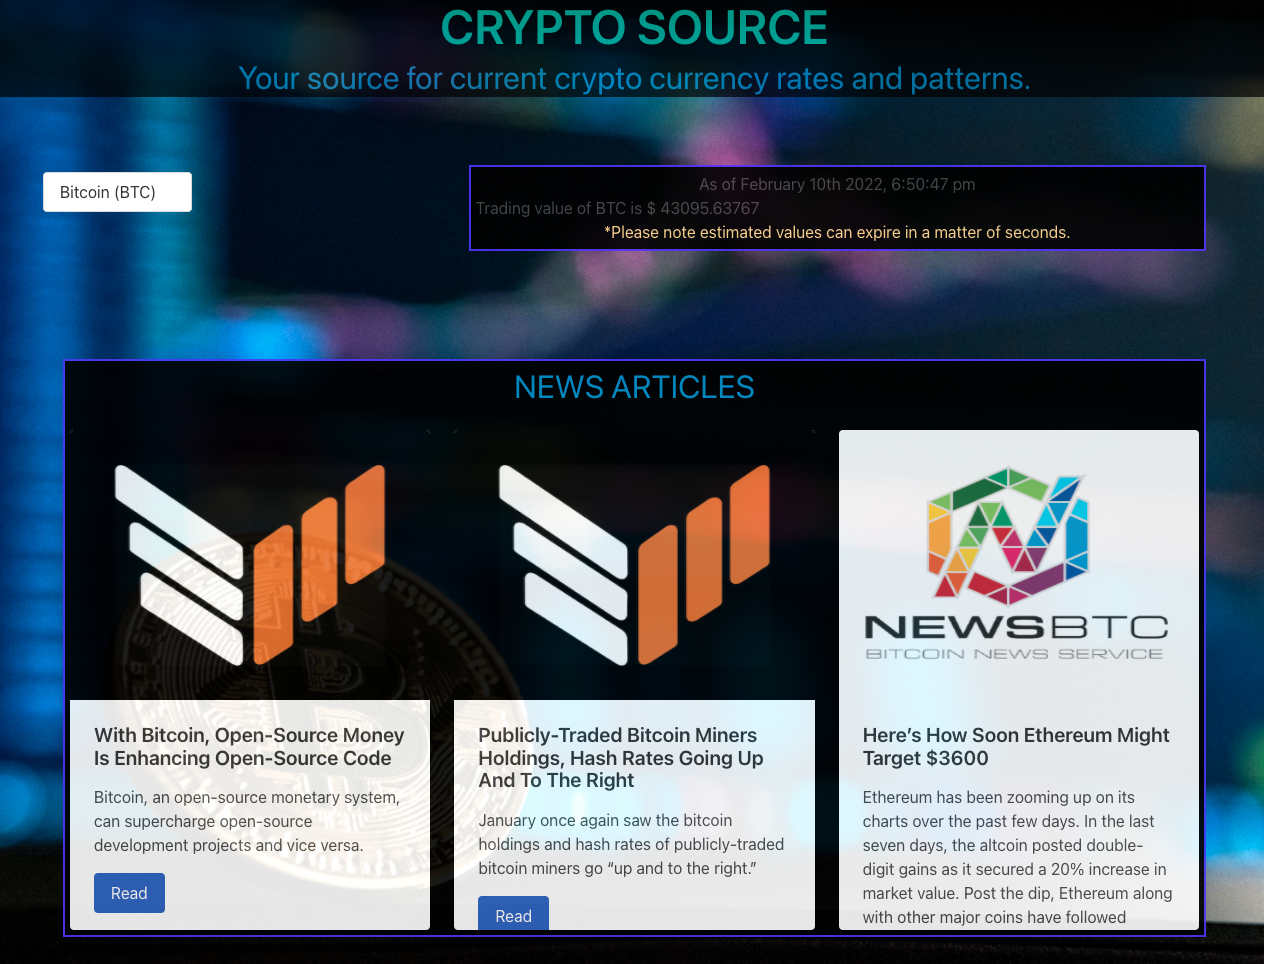 CRYPTO SOURCE
Your source for current crypto currency rates and patterns.
Bitcoin (BTC)
As of February 10th 2022, 6:50:47 pm
Trading value of BTC is $ 43095.63767
*Please note estimated values can expire in a matter of seconds.
NEWS ARTICLES
With Bitcoin, Open-Source Money
Is Enhancing Open-Source Code
Bitcoin, an open-source monetary system,
can supercharge open-source
development projects and vice versa.
Read
Publicly-Traded Bitcoin Miners
Holdings, Hash Rates Going Up
And To The Right
January once again saw the bitcoin
holdings and hash rates of publicly-traded
bitcoin miners go “up and to the right.”
Read
NEWSBTC
BITCOIN NEWS SERVICE
Here’s How Soon Ethereum Might
Target $3600
Ethereum has been zooming up on its
charts over the past few days. In the last
seven days, the altcoin posted double-
digit gains as it secured a 20% increase in
market value. Post the dip, Ethereum along
with other major coins have followed